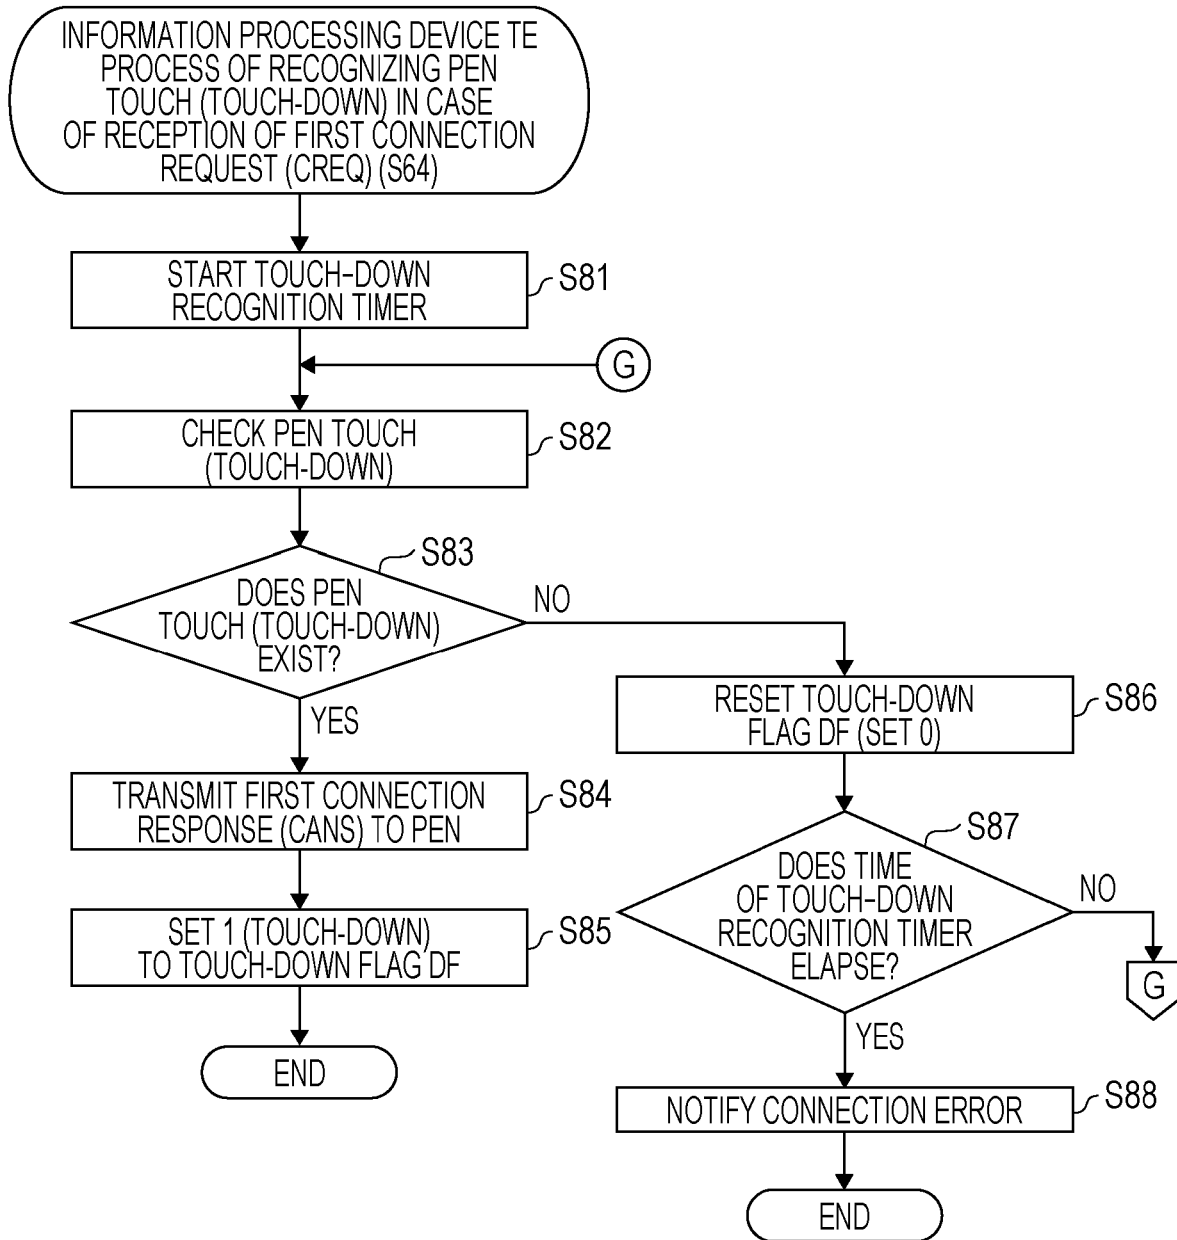 INFORMATION PROCESSING DEVICE TE
PROCESS OF RECOGNIZING PEN
TOUCH (TOUCH-DOWN) IN CASE
OF RECEPTION OF FIRST CONNECTION
REQUEST (CREQ) (S64)
START TOUCH-DOWN
RECOGNITION TIMER
S81
G
CHECK PEN TOUCH
(TOUCH-DOWN)
S82
S83
DOES PEN
TOUCH (TOUCH-DOWN)
EXIST?
NO
YES
TRANSMIT FIRST CONNECTION
RESPONSE (CANS) TO PEN
S84
SET 1 (TOUCH-DOWN)
TO TOUCH-DOWN FLAG DF
S85
END
RESET TOUCH-DOWN
FLAG DF (SET 0)
S86
S87
DOES TIME
OF TOUCH-DOWN
RECOGNITION TIMER
ELAPSE?
NO
G
YES
NOTIFY CONNECTION ERROR
S88
END